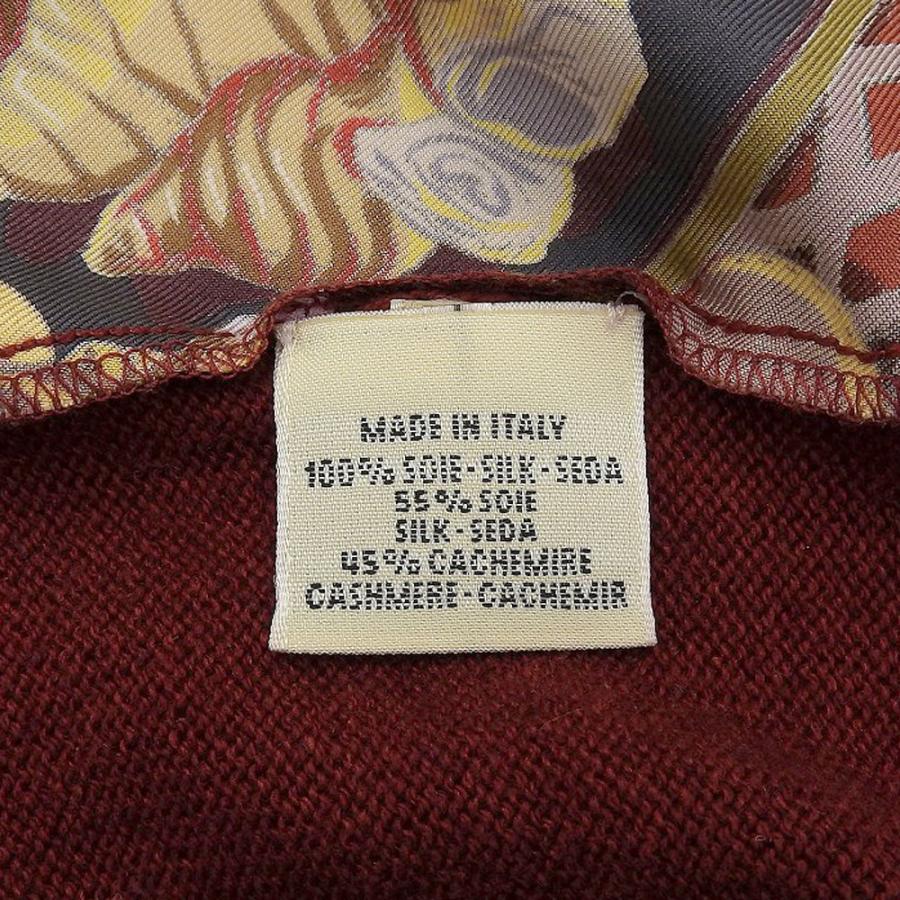 MADE IN ITALY
100% SOIE-SILK-SEDA
55% SOIE
SILK-SEDA
45% CACHEMIRE
CASHMERE-CACHEMIR